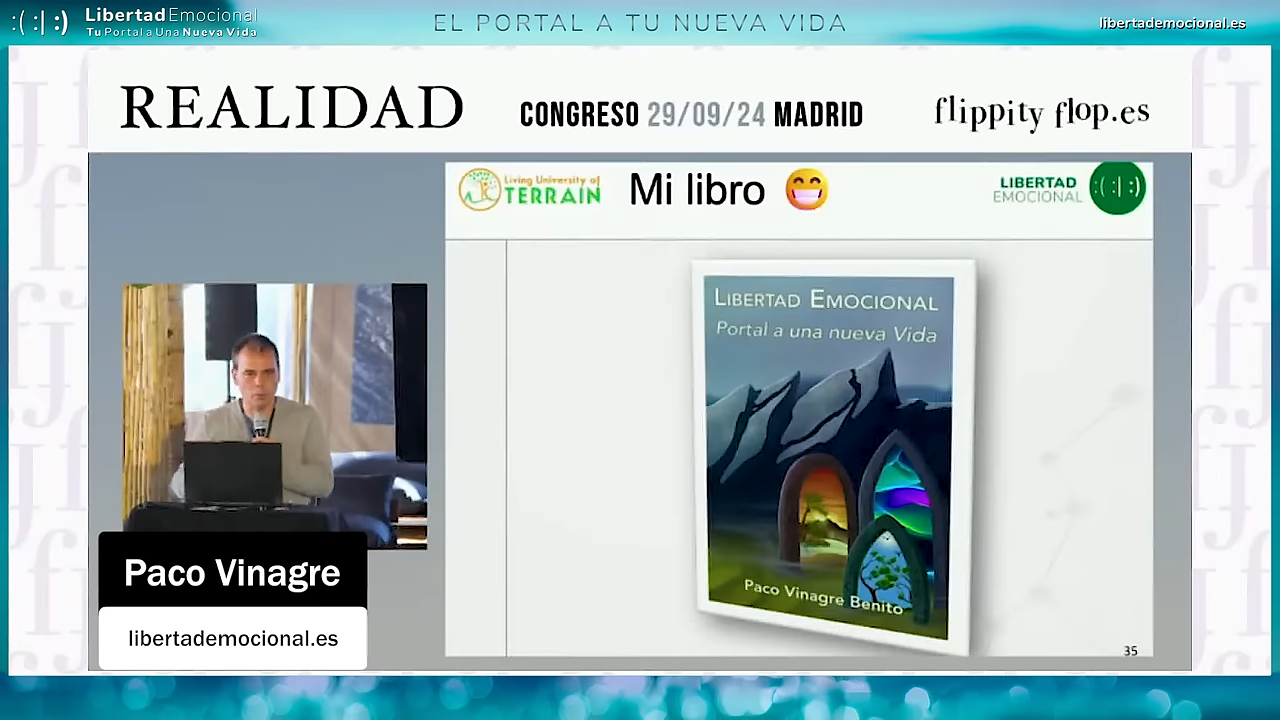 :(:|:) LibertadEmocional
Tu Portal a Una Nueva Vida
EL PORTAL A TU NUEVA VIDA
libertademocional.es
REALIDAD
CONGRESO 29/09/24 MADRID
flippity flop.es
Living University of
TERRAIN
Mi libro 😁
LIBERTAD
EMOCIONAL
:(:|:)
LIBERTAD EMOCIONAL
Portal a una nueva Vida
Paco Vinagre Benito
35
Paco Vinagre
libertademocional.es